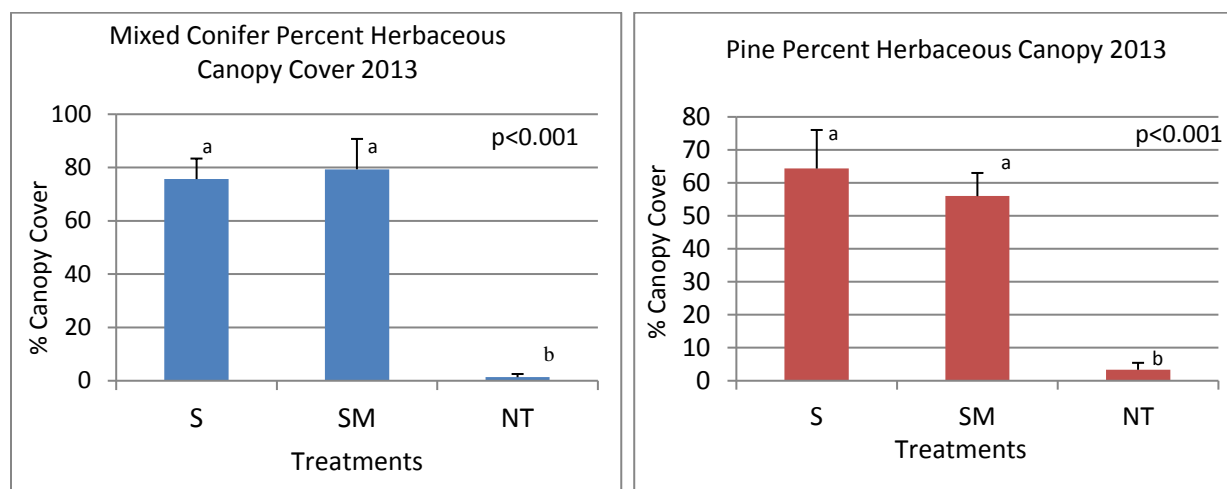 Mixed Conifer Percent Herbaceous
Canopy Cover 2013
p<0.001
% Canopy Cover
100
80
60
40
20
0
a
a
b
S SM NT
Treatments
Pine Percent Herbaceous Canopy 2013
p<0.001
% Canopy Cover
80
70
60
50
40
30
20
10
0
a
a
b
S SM NT
Treatments